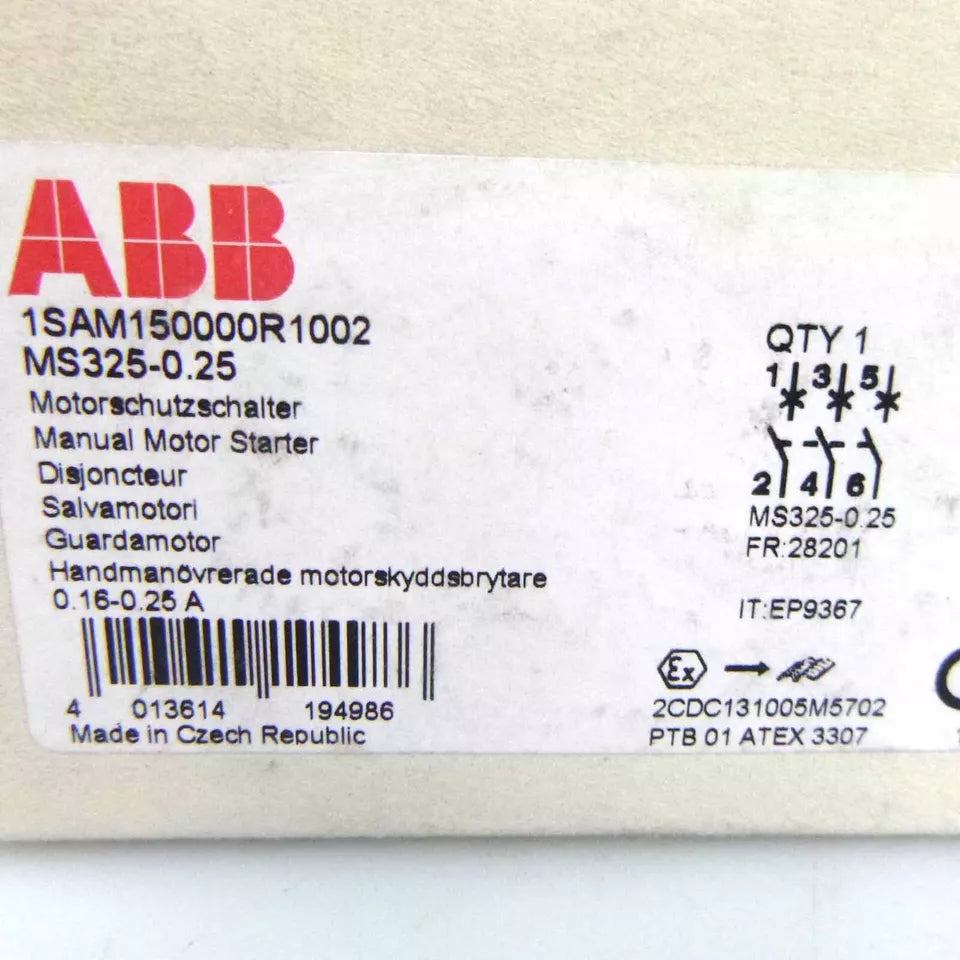 ABB
1SAM150000R1002
MS325-0.25
Motorschutzschalter
Manual Motor Starter
Disjoncteur
Salvamotori
Guardamotor
Handmanövrerade motorskyddsbrytare
0.16-0.25 A
4 013614 194986
Made in Czech Republic
QTY 1
1 3 5
2 4 6
MS325-0.25
FR:28201
IT:EP9367
Ex
2CDC131005M5702
PTB 01 ATEX 3307